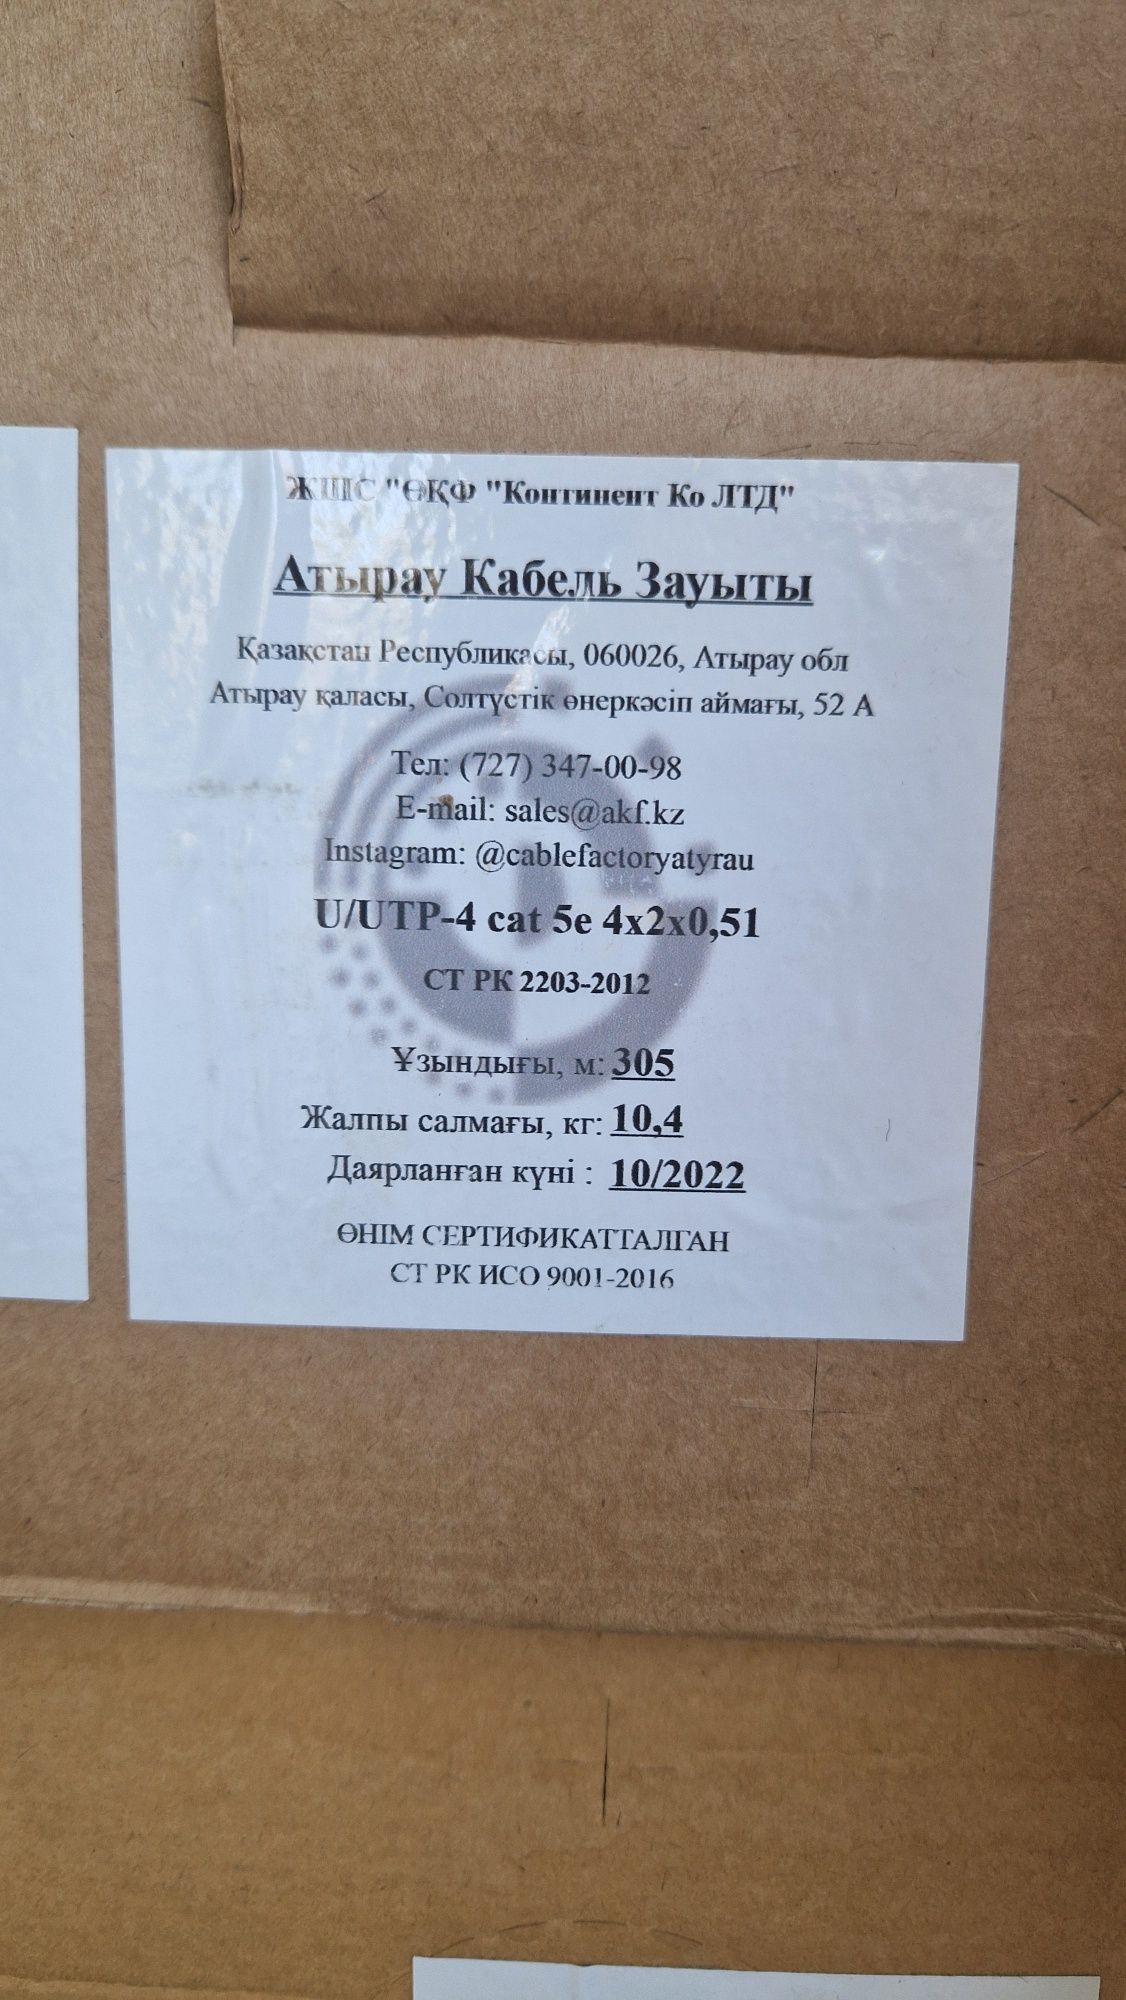 ЖШС "ӨҚФ "Континент Ко ЛТД"
Атырау Кабель Зауыты
Қазақстан Республикасы, 060026, Атырау обл
Атырау қаласы, Солтүстік өнеркәсіп аймағы, 52 А
Тел: (727) 347-00-98
E-mail: sales@akf.kz
Instagram: @cablefactoryatyrau
U/UTP-4 cat 5e 4x2x0,51
СТ РК 2203-2012
Ұзындығы, м: 305
Жалпы салмағы, кг: 10,4
Даярланған күні : 10/2022
ӨНІМ СЕРТИФИКАТТАЛҒАН
СТ РК ИСО 9001-2016